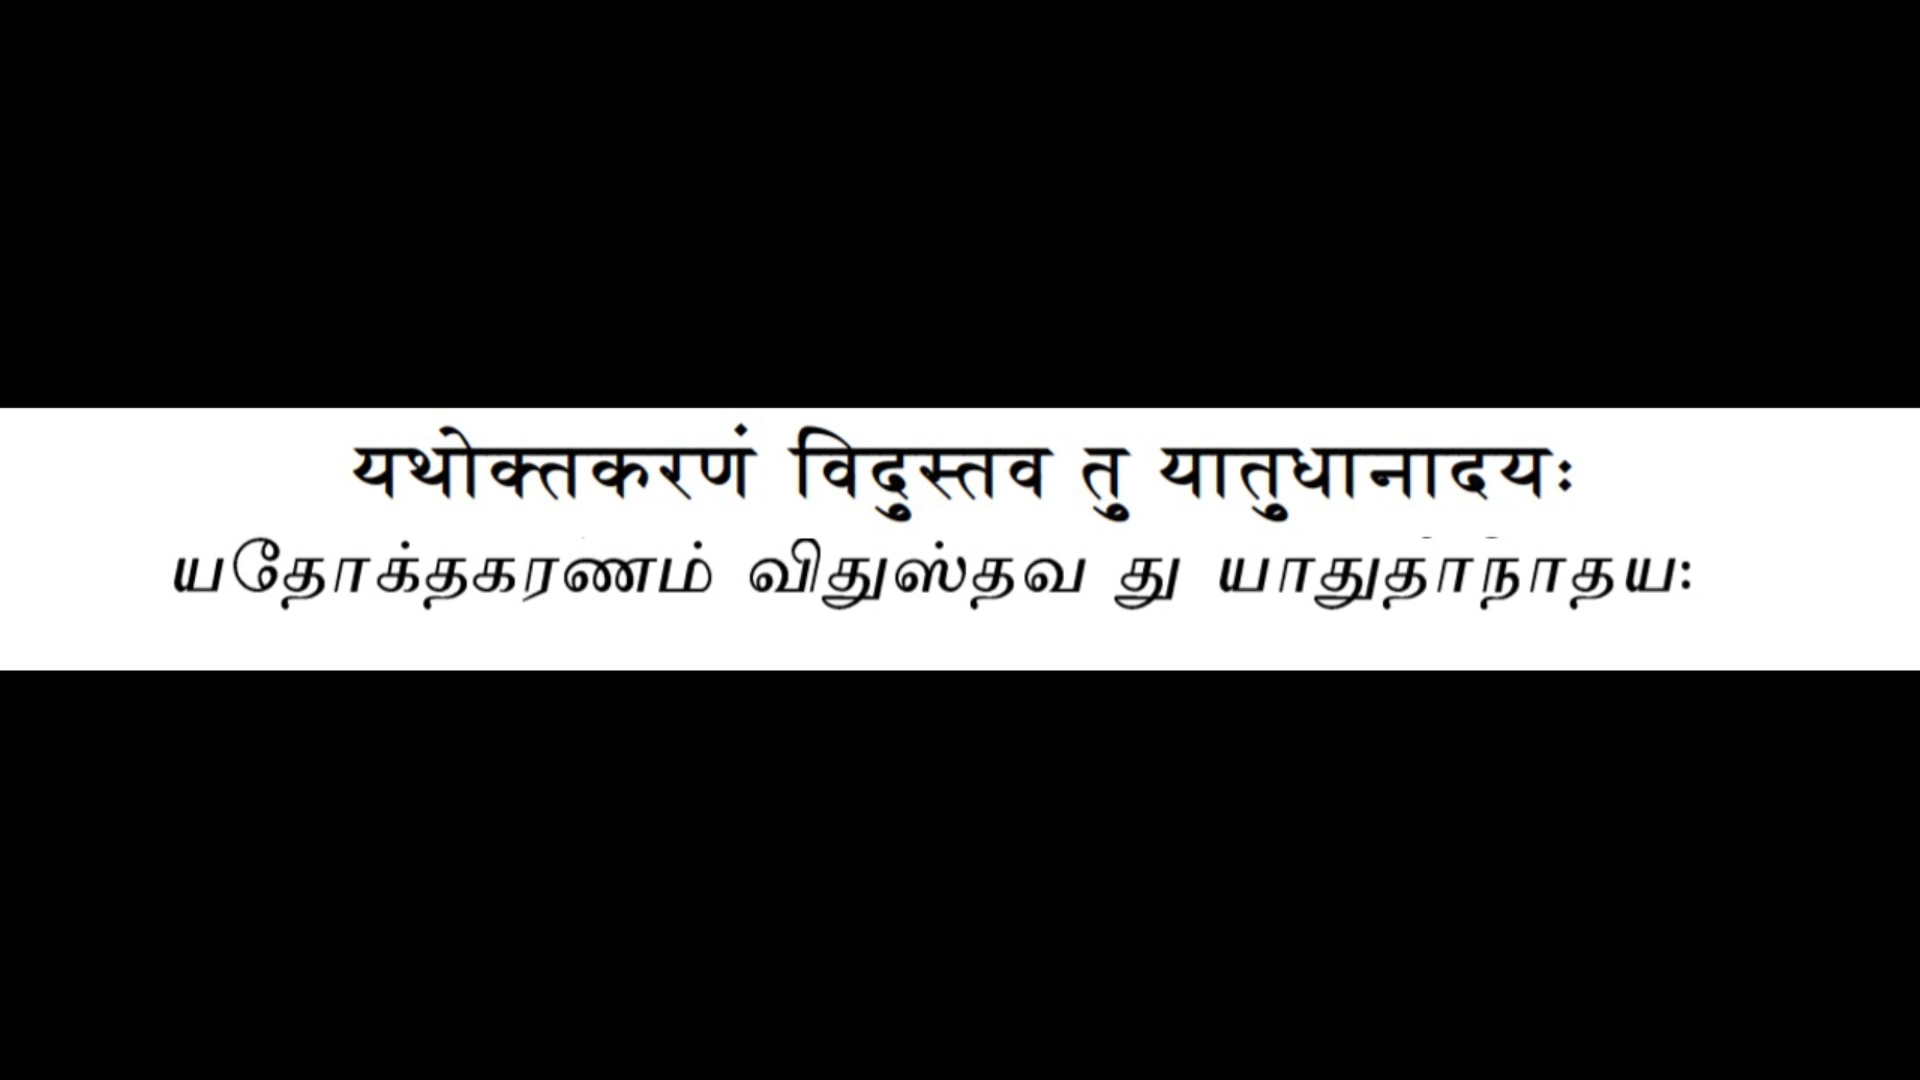 यथोक्तकरणं विदुस्तव तु यातुधानादयः
யதோக்தகரணம் விதுஸ்தவ து யாதுதாநாதய: